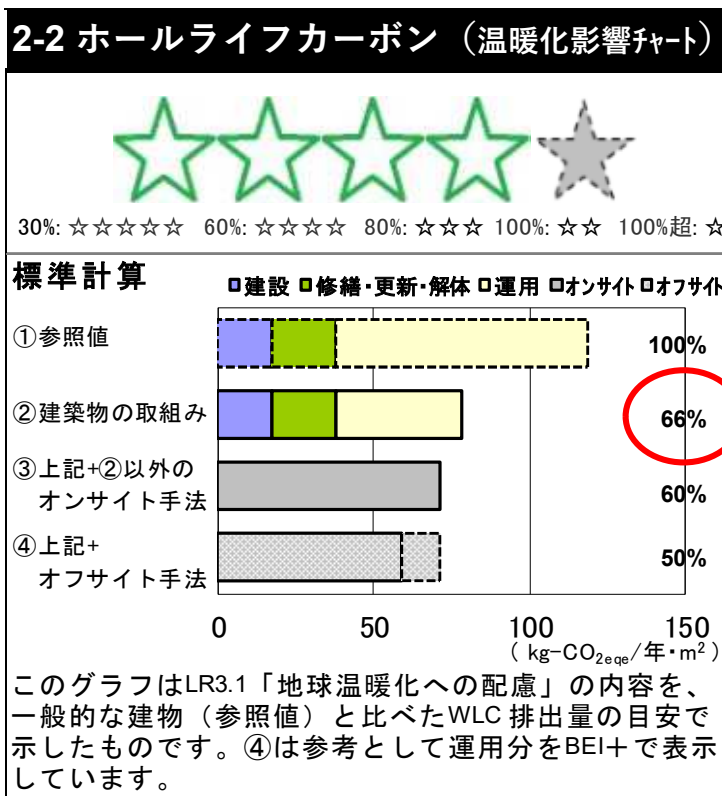 2-2 ホールライフカーボン（温暖化影響ﾁｬｰﾄ）
30%: ☆☆☆☆☆ 60%: ☆☆☆☆ 80%: ☆☆☆ 100%: ☆☆ 100%超: ☆
標準計算
■建設 ■修繕・更新・解体 □運用 ■オンサイト □オフサイト
①参照値 100%
②建築物の取組み 66%
③上記+②以外の
オンサイト手法 60%
④上記+
オフサイト手法 50%
0 50 100 150
（ kg-CO2eqe/年・m² ）
このグラフはLR3.1「地球温暖化への配慮」の内容を、
一般的な建物（参照値）と比べたWLC 排出量の目安で
示したものです。④は参考として運用分をBEI＋で表示
しています。